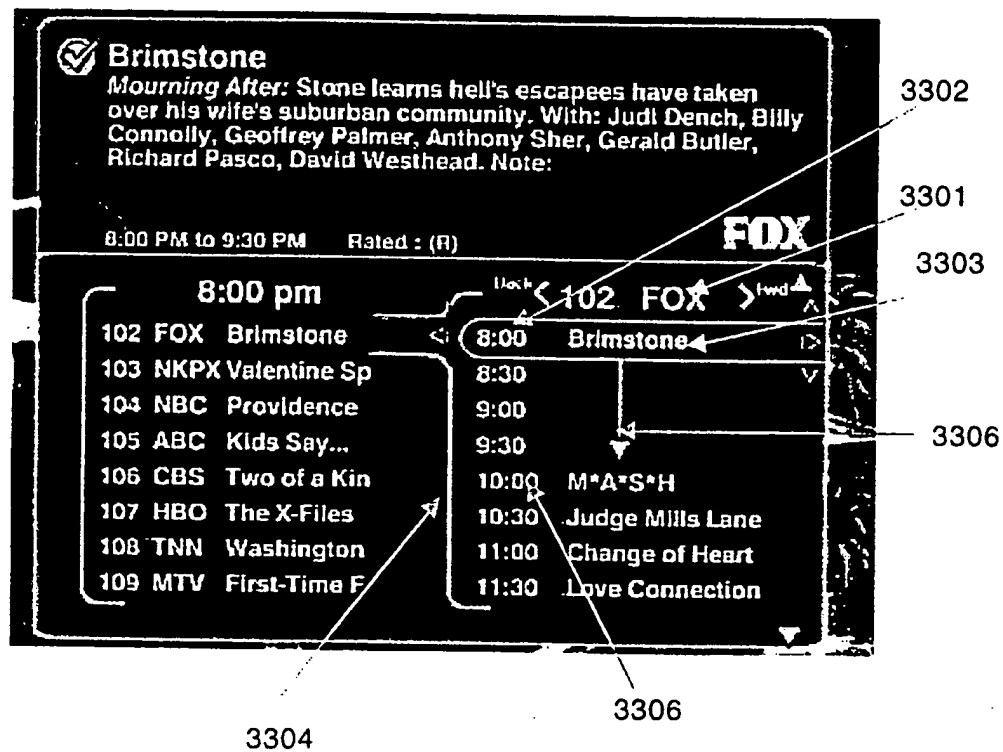 Brimstone
Mourning After: Stone learns hell's escapees have taken
over his wife's suburban community. With: Judi Dench, Billy
Connolly, Geoffrey Palmer, Anthony Sher, Gerald Butler,
Richard Pasco, David Westhead. Note:
8:00 PM to 9:30 PM Rated : (R)
FOX
8:00 pm
102 FOX Brimstone
103 NKPX Valentine Sp
104 NBC Providence
105 ABC Kids Say...
106 CBS Two of a Kin
107 HBO The X-Files
108 TNN Washington
109 MTV First-Time F
Back < 102 FOX > Fwd
8:00 Brimstone
8:30
9:00
9:30
10:00 M*A*S*H
10:30 Judge Mills Lane
11:00 Change of Heart
11:30 Love Connection
3302
3301
3303
3306
3306
3304